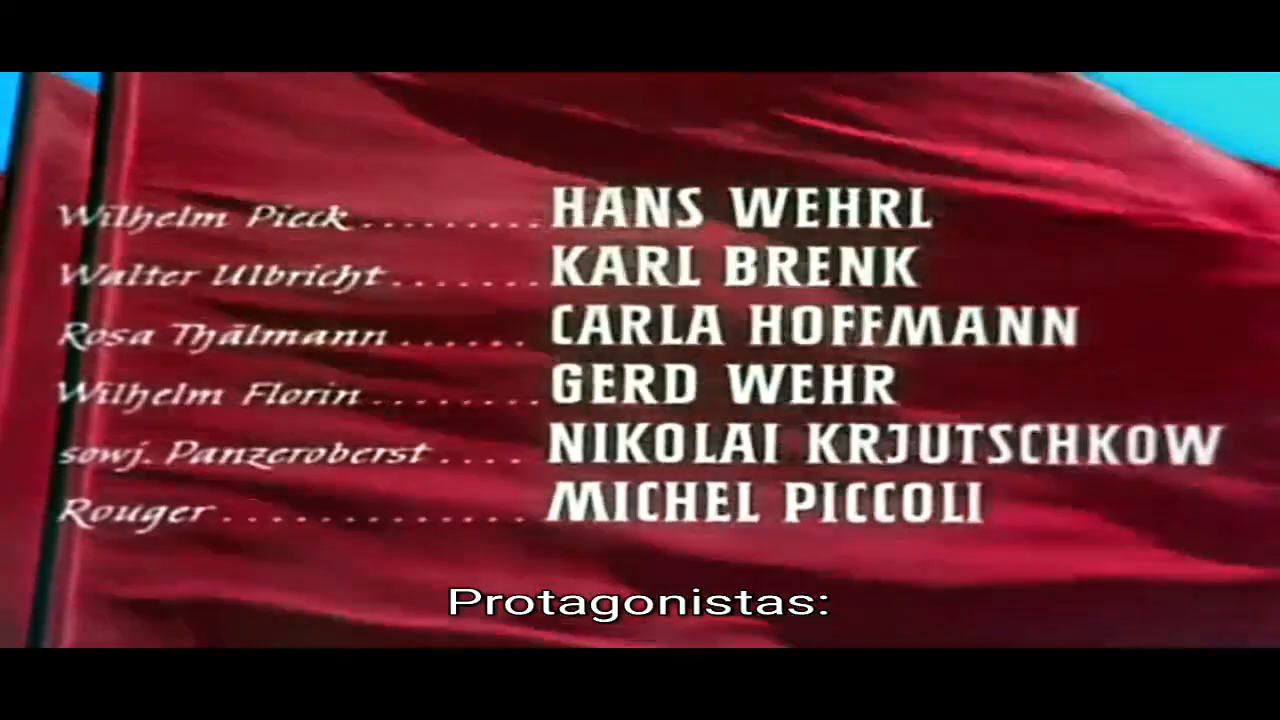 Wilhelm Pieck.........HANS WEHRL
Walter Ulbricht.......KARL BRENK
Rosa Thälmann......CARLA HOFFMANN
Wilhelm Florin........GERD WEHR
sowj. Panzeroberst....NIKOLAI KRJUTSCHKOW
Rouger.............MICHEL PICCOLI
Protagonistas: